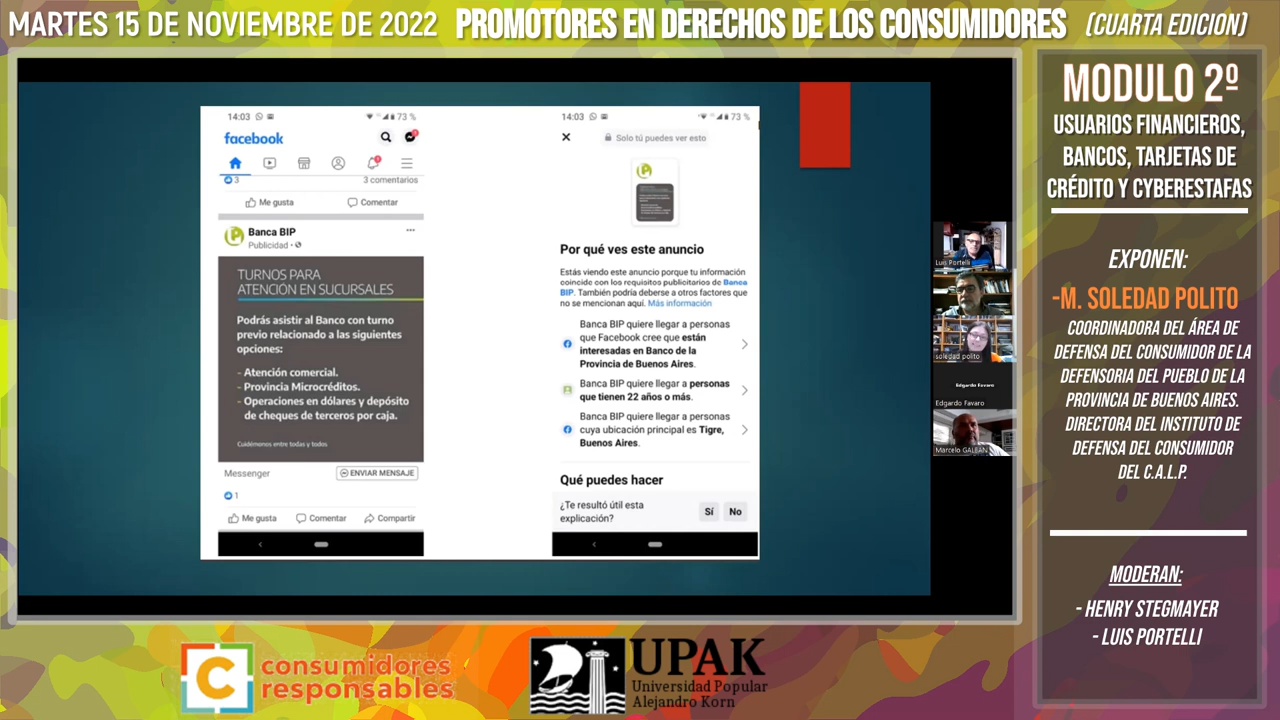 MARTES 15 DE NOVIEMBRE DE 2022 PROMOTORES EN DERECHOS DE LOS CONSUMIDORES (CUARTA EDICION)
14:03
73 %
facebook
3
3 comentarios
Me gusta
Comentar
Banca BIP
Publicidad
TURNOS PARA
ATENCIÓN EN SUCURSALES
Podrás asistir al Banco con turno
previo relacionado a las siguientes
opciones:
- Atención comercial.
- Provincia Microcréditos.
- Operaciones en dólares y depósito
de cheques de terceros por caja.
Cuidémonos entre todas y todos
Messenger
ENVIAR MENSAJE
1
Me gusta
Comentar
Compartir
14:03
73 %
Solo tú puedes ver esto
Por qué ves este anuncio
Estás viendo este anuncio porque tu información
coincide con los requisitos publicitarios de Banca
BIP. También podría deberse a otros factores que
no se mencionan aquí. Más información
Banca BIP quiere llegar a personas
que Facebook cree que están
interesadas en Banco de la
Provincia de Buenos Aires.
Banca BIP quiere llegar a personas
que tienen 22 años o más.
Banca BIP quiere llegar a personas
cuya ubicación principal es Tigre,
Buenos Aires.
Qué puedes hacer
¿Te resultó útil esta
explicación?
Sí
No
Luis Portelli
soledad polito
Edgardo Favaro
Edgardo Favaro
Marcelo GALBAN
MODULO 2º
USUARIOS FINANCIEROS,
BANCOS, TARJETAS DE
CRÉDITO Y CYBERESTAFAS
EXPONEN:
-M. SOLEDAD POLITO
COORDINADORA DEL ÁREA DE
DEFENSA DEL CONSUMIDOR DE LA
DEFENSORIA DEL PUEBLO DE LA
PROVINCIA DE BUENOS AIRES.
DIRECTORA DEL INSTITUTO DE
DEFENSA DEL CONSUMIDOR
DEL C.A.L.P.
MODERAN:
- HENRY STEGMAYER
- LUIS PORTELLI
C
consumidores
responsables
UPAK
Universidad Popular
Alejandro Korn